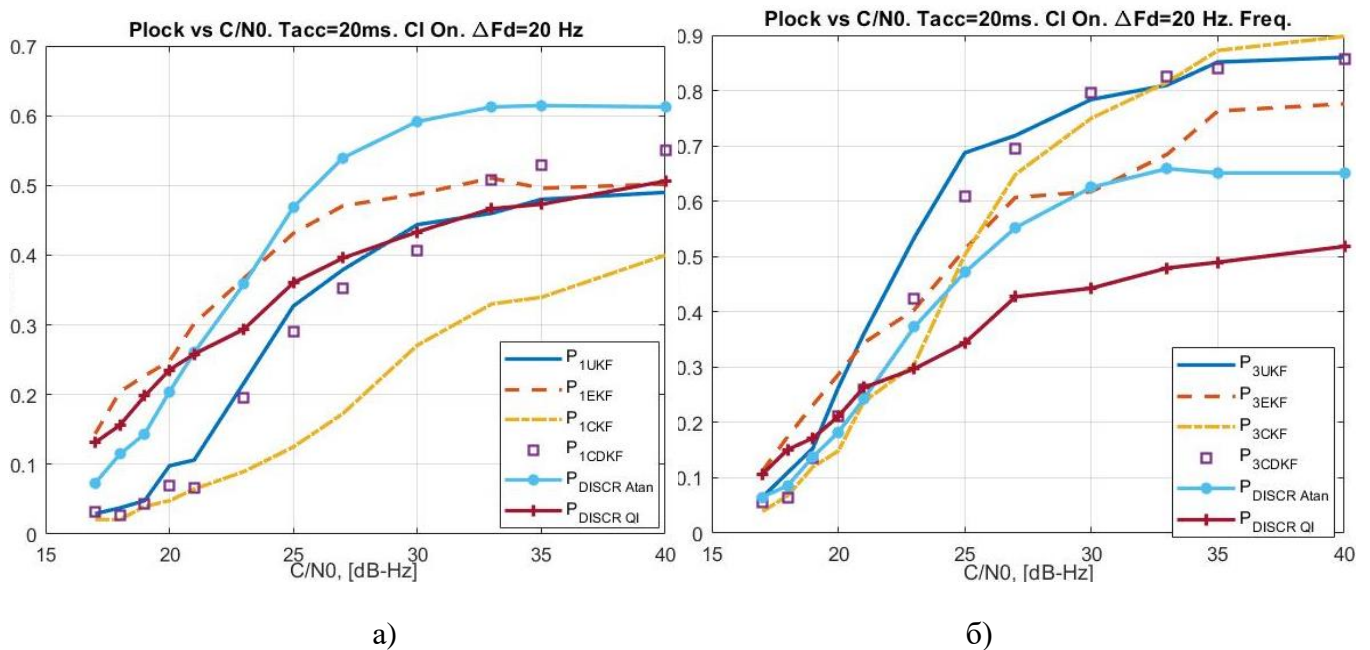 Plock vs C/N0. Tacc=20ms. CI On. ΔFd=20 Hz
0.7
0.6
0.5
0.4
0.3
0.2
0.1
0
15 20 25 30 35 40
C/N0, [dB-Hz]
P1UKF
P1EKF
P1CKF
P1CDKF
PDISCR Atan
PDISCR QI
а)
Plock vs C/N0. Tacc=20ms. CI On. ΔFd=20 Hz. Freq.
0.9
0.8
0.7
0.6
0.5
0.4
0.3
0.2
0.1
0
15 20 25 30 35 40
C/N0, [dB-Hz]
P3UKF
P3EKF
P3CKF
P3CDKF
PDISCR Atan
PDISCR QI
б)